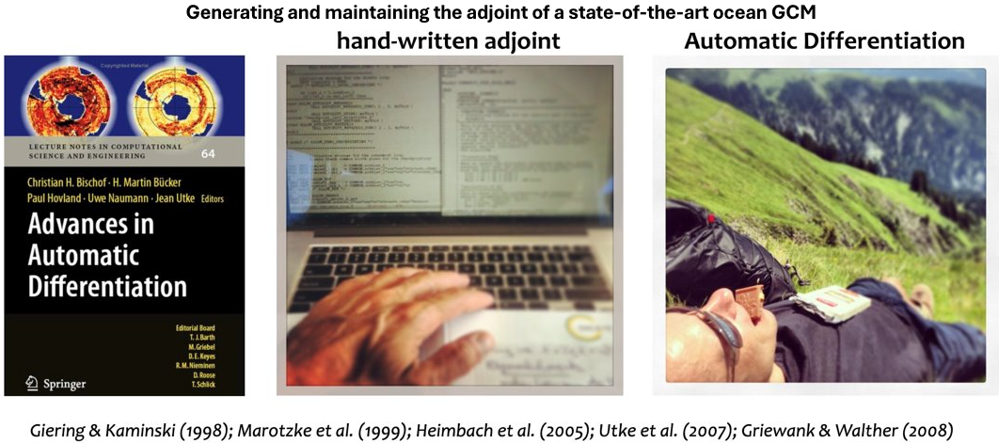 Generating and maintaining the adjoint of a state-of-the-art ocean GCM
hand-written adjoint
Automatic Differentiation
Copyrighted Material
LECTURE NOTES IN COMPUTATIONAL
SCIENCE AND ENGINEERING
64
Christian H. Bischof · H. Martin Bücker
Paul Hovland · Uwe Naumann · Jean Utke Editors
Advances in
Automatic
Differentiation
Editorial Board
T. J. Barth
M. Griebel
D. E. Keyes
R. M. Nieminen
D. Roose
T. Schlick
Springer
Giering & Kaminski (1998); Marotzke et al. (1999); Heimbach et al. (2005); Utke et al. (2007); Griewank & Walther (2008)